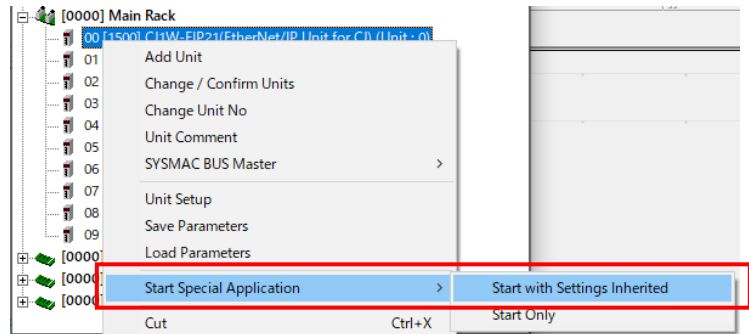 [0000] Main Rack
00 [1500] CJ1W-EIP21(EtherNet/IP Unit for CJ) (Unit : 0)
01
Add Unit
02
Change / Confirm Units
03
Change Unit No
04
Unit Comment
05
06
SYSMAC BUS Master >
07
Unit Setup
08
Save Parameters
09
Load Parameters
[0000]
[0000]
Start Special Application >
Start with Settings Inherited
[0000]
Start Only
Cut Ctrl+X